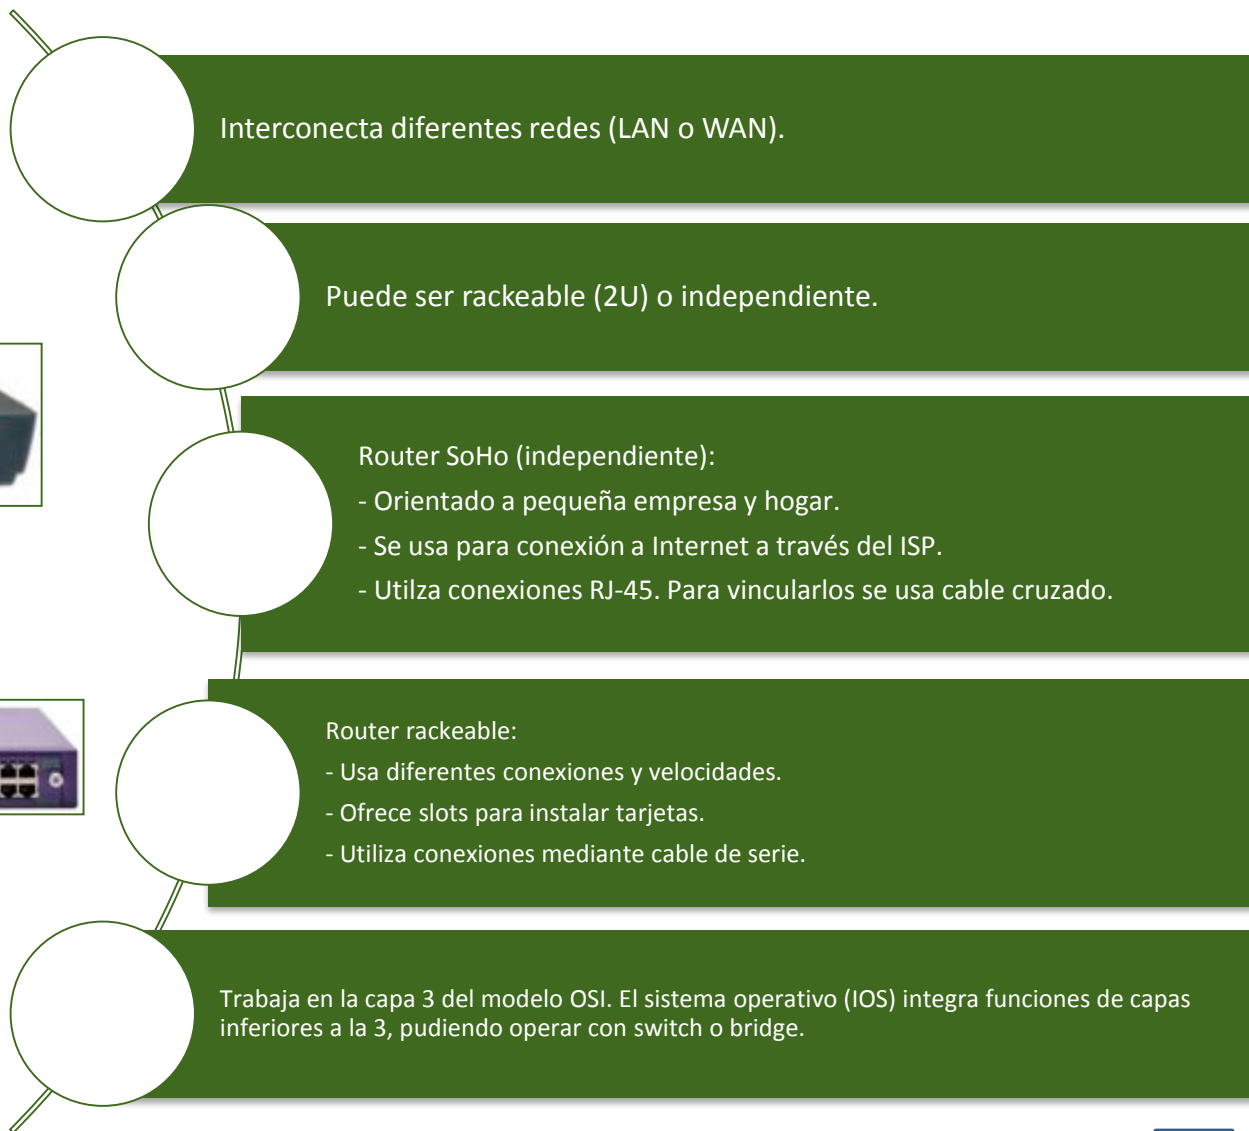 Interconecta diferentes redes (LAN o WAN).
Puede ser rackeable (2U) o independiente.
Router SoHo (independiente):
- Orientado a pequeña empresa y hogar.
- Se usa para conexión a Internet a través del ISP.
- Utilza conexiones RJ-45. Para vincularlos se usa cable cruzado.
Router rackeable:
- Usa diferentes conexiones y velocidades.
- Ofrece slots para instalar tarjetas.
- Utiliza conexiones mediante cable de serie.
Trabaja en la capa 3 del modelo OSI. El sistema operativo (IOS) integra funciones de capas
inferiores a la 3, pudiendo operar con switch o bridge.